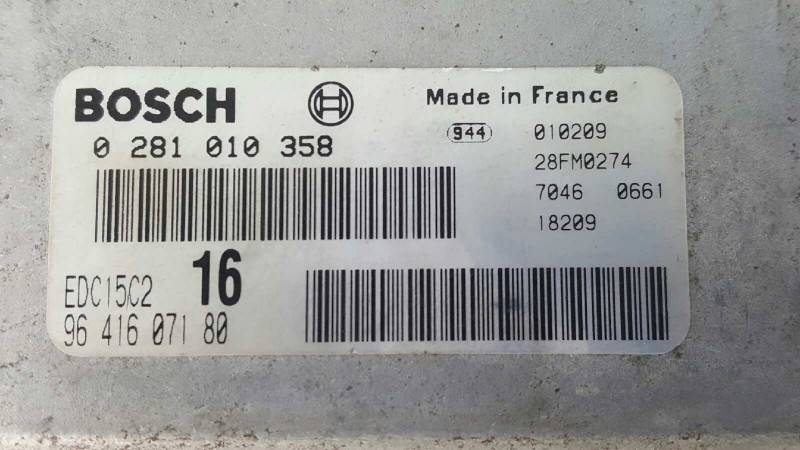 BOSCH
0 281 010 358
Made in France
944 010209
28FM0274
7046 0661
18209
EDC15C2 16
96 416 071 80